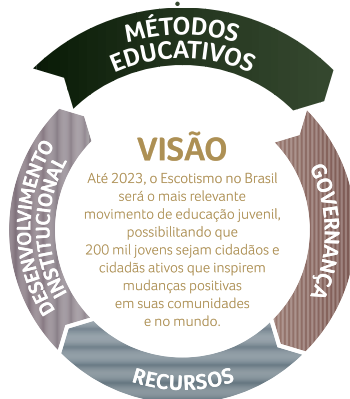 MÉTODOS
EDUCATIVOS
VISÃO
Até 2023, o Escotismo no Brasil
será o mais relevante
movimento de educação juvenil,
possibilitando que
200 mil jovens sejam cidadãos e
cidadãs ativos que inspirem
mudanças positivas
em suas comunidades
e no mundo.
GOVERNANÇA
RECURSOS
DESENVOLVIMENTO
INSTITUCIONAL